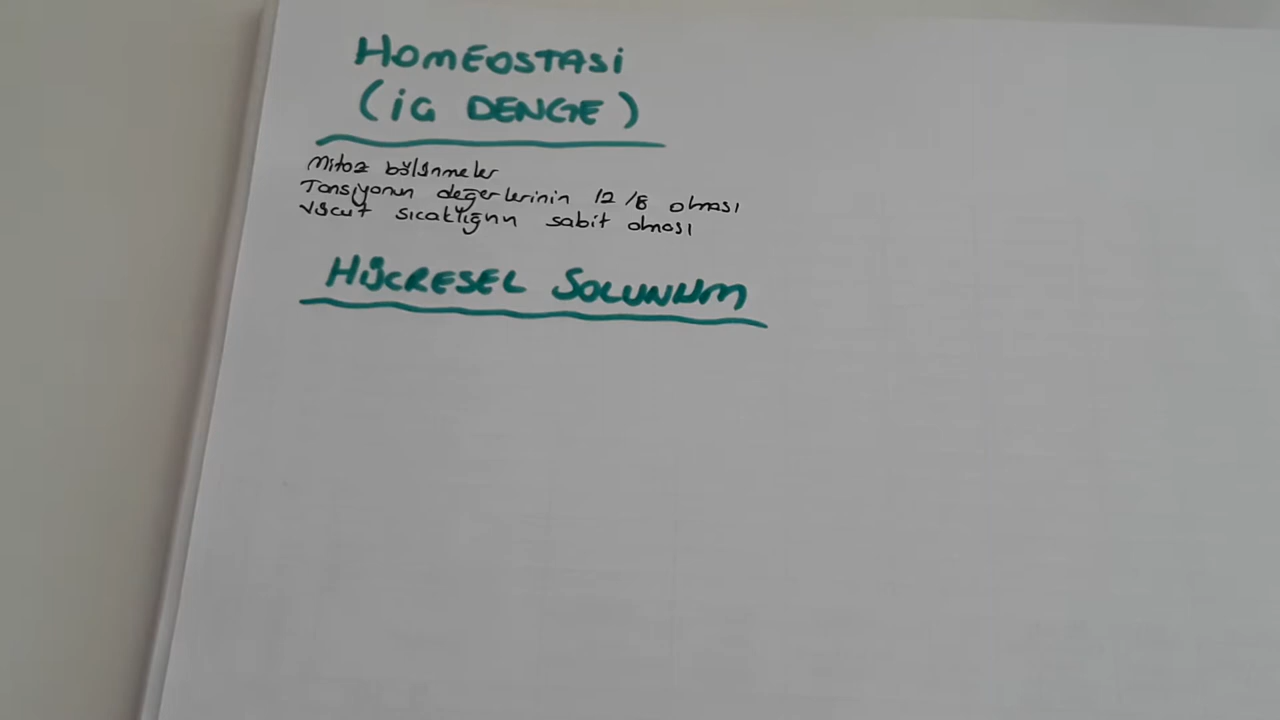 HOMEOSTASİ
(İÇ DENGE)
Mitoz bölünmeler
Tansiyonun değerlerinin 12/8 olması
Vücut sıcaklığının sabit olması
HÜCRESEL SOLUNUM